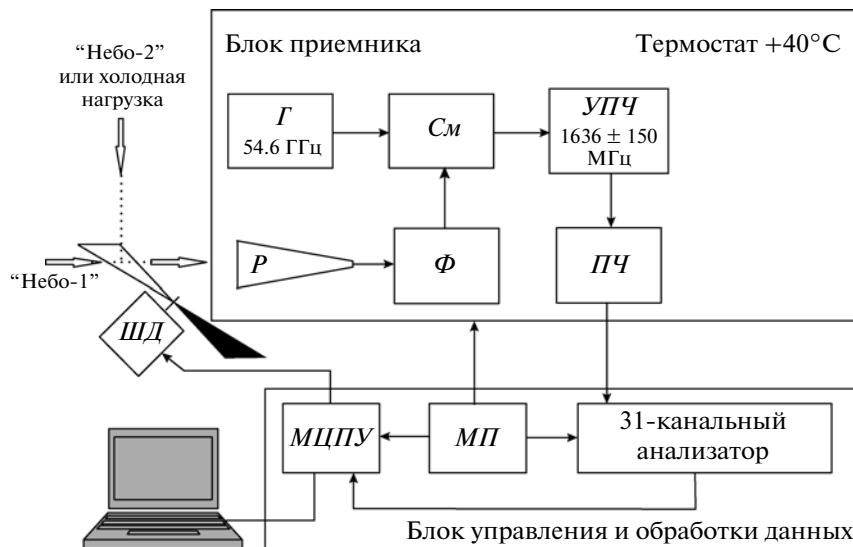 “Небо-2”
или холодная
нагрузка
Блок приемника
Термостат +40°C
Г
54.6 ГГц
См
УПЧ
1636 ± 150
МГц
“Небо-1”
Р
Ф
ПЧ
ШД
МЦПУ
МП
31-канальный
анализатор
Блок управления и обработки данных